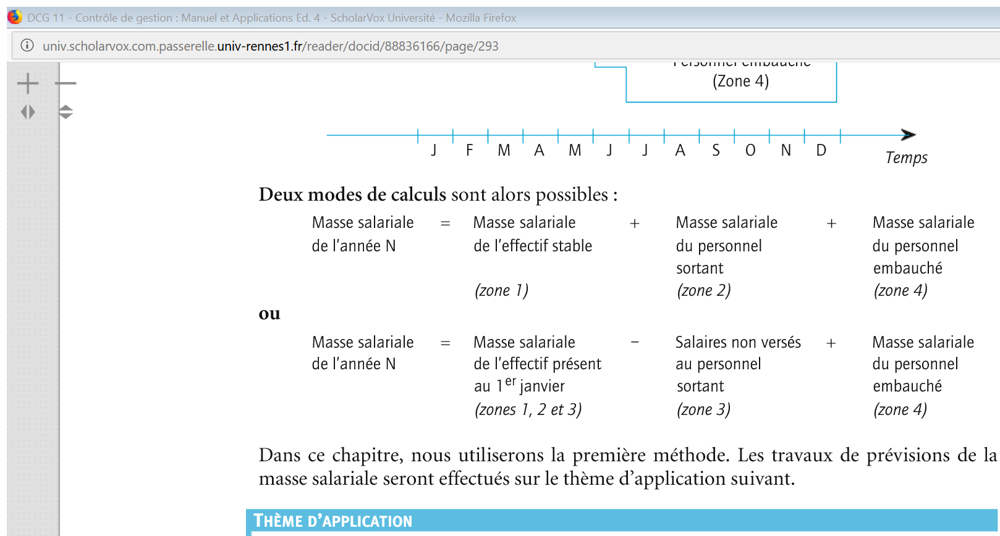 DCG 11 - Contrôle de gestion : Manuel et Applications Ed. 4 - ScholarVox Université - Mozilla Firefox
univ.scholarvox.com.passerelle.univ-rennes1.fr/reader/docid/88836166/page/293
Personnel embauché
(Zone 4)
J F M A M J J A S O N D
Temps
Deux modes de calculs sont alors possibles :
Masse salariale = Masse salariale + Masse salariale + Masse salariale
de l'année N de l'effectif stable du personnel du personnel
sortant embauché
(zone 1) (zone 2) (zone 4)
ou
Masse salariale = Masse salariale – Salaires non versés + Masse salariale
de l'année N de l'effectif présent au personnel du personnel
au 1er janvier sortant embauché
(zones 1, 2 et 3) (zone 3) (zone 4)
Dans ce chapitre, nous utiliserons la première méthode. Les travaux de prévisions de la
masse salariale seront effectués sur le thème d'application suivant.
THÈME D'APPLICATION